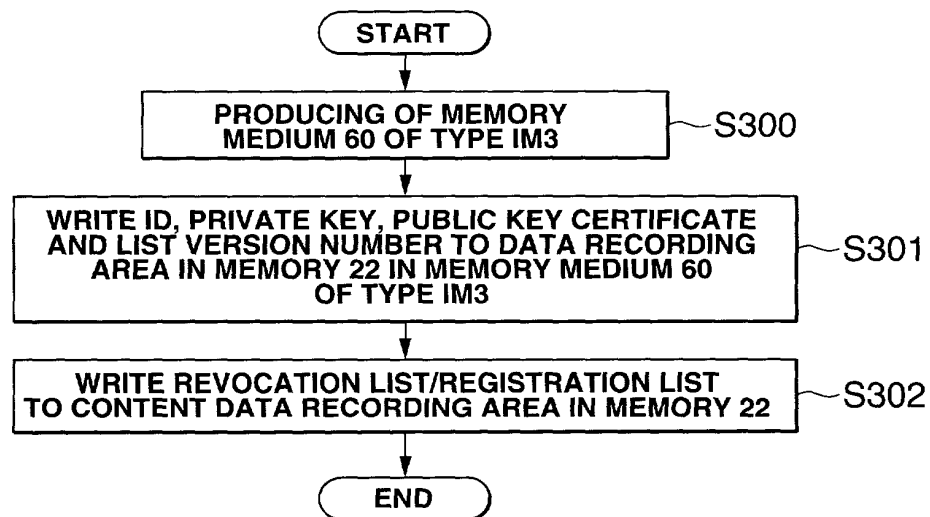 START
PRODUCING OF MEMORY
MEDIUM 60 OF TYPE IM3
S300
WRITE ID, PRIVATE KEY, PUBLIC KEY CERTIFICATE
AND LIST VERSION NUMBER TO DATA RECORDING
AREA IN MEMORY 22 IN MEMORY MEDIUM 60
OF TYPE IM3
S301
WRITE REVOCATION LIST/REGISTRATION LIST
TO CONTENT DATA RECORDING AREA IN MEMORY 22
S302
END